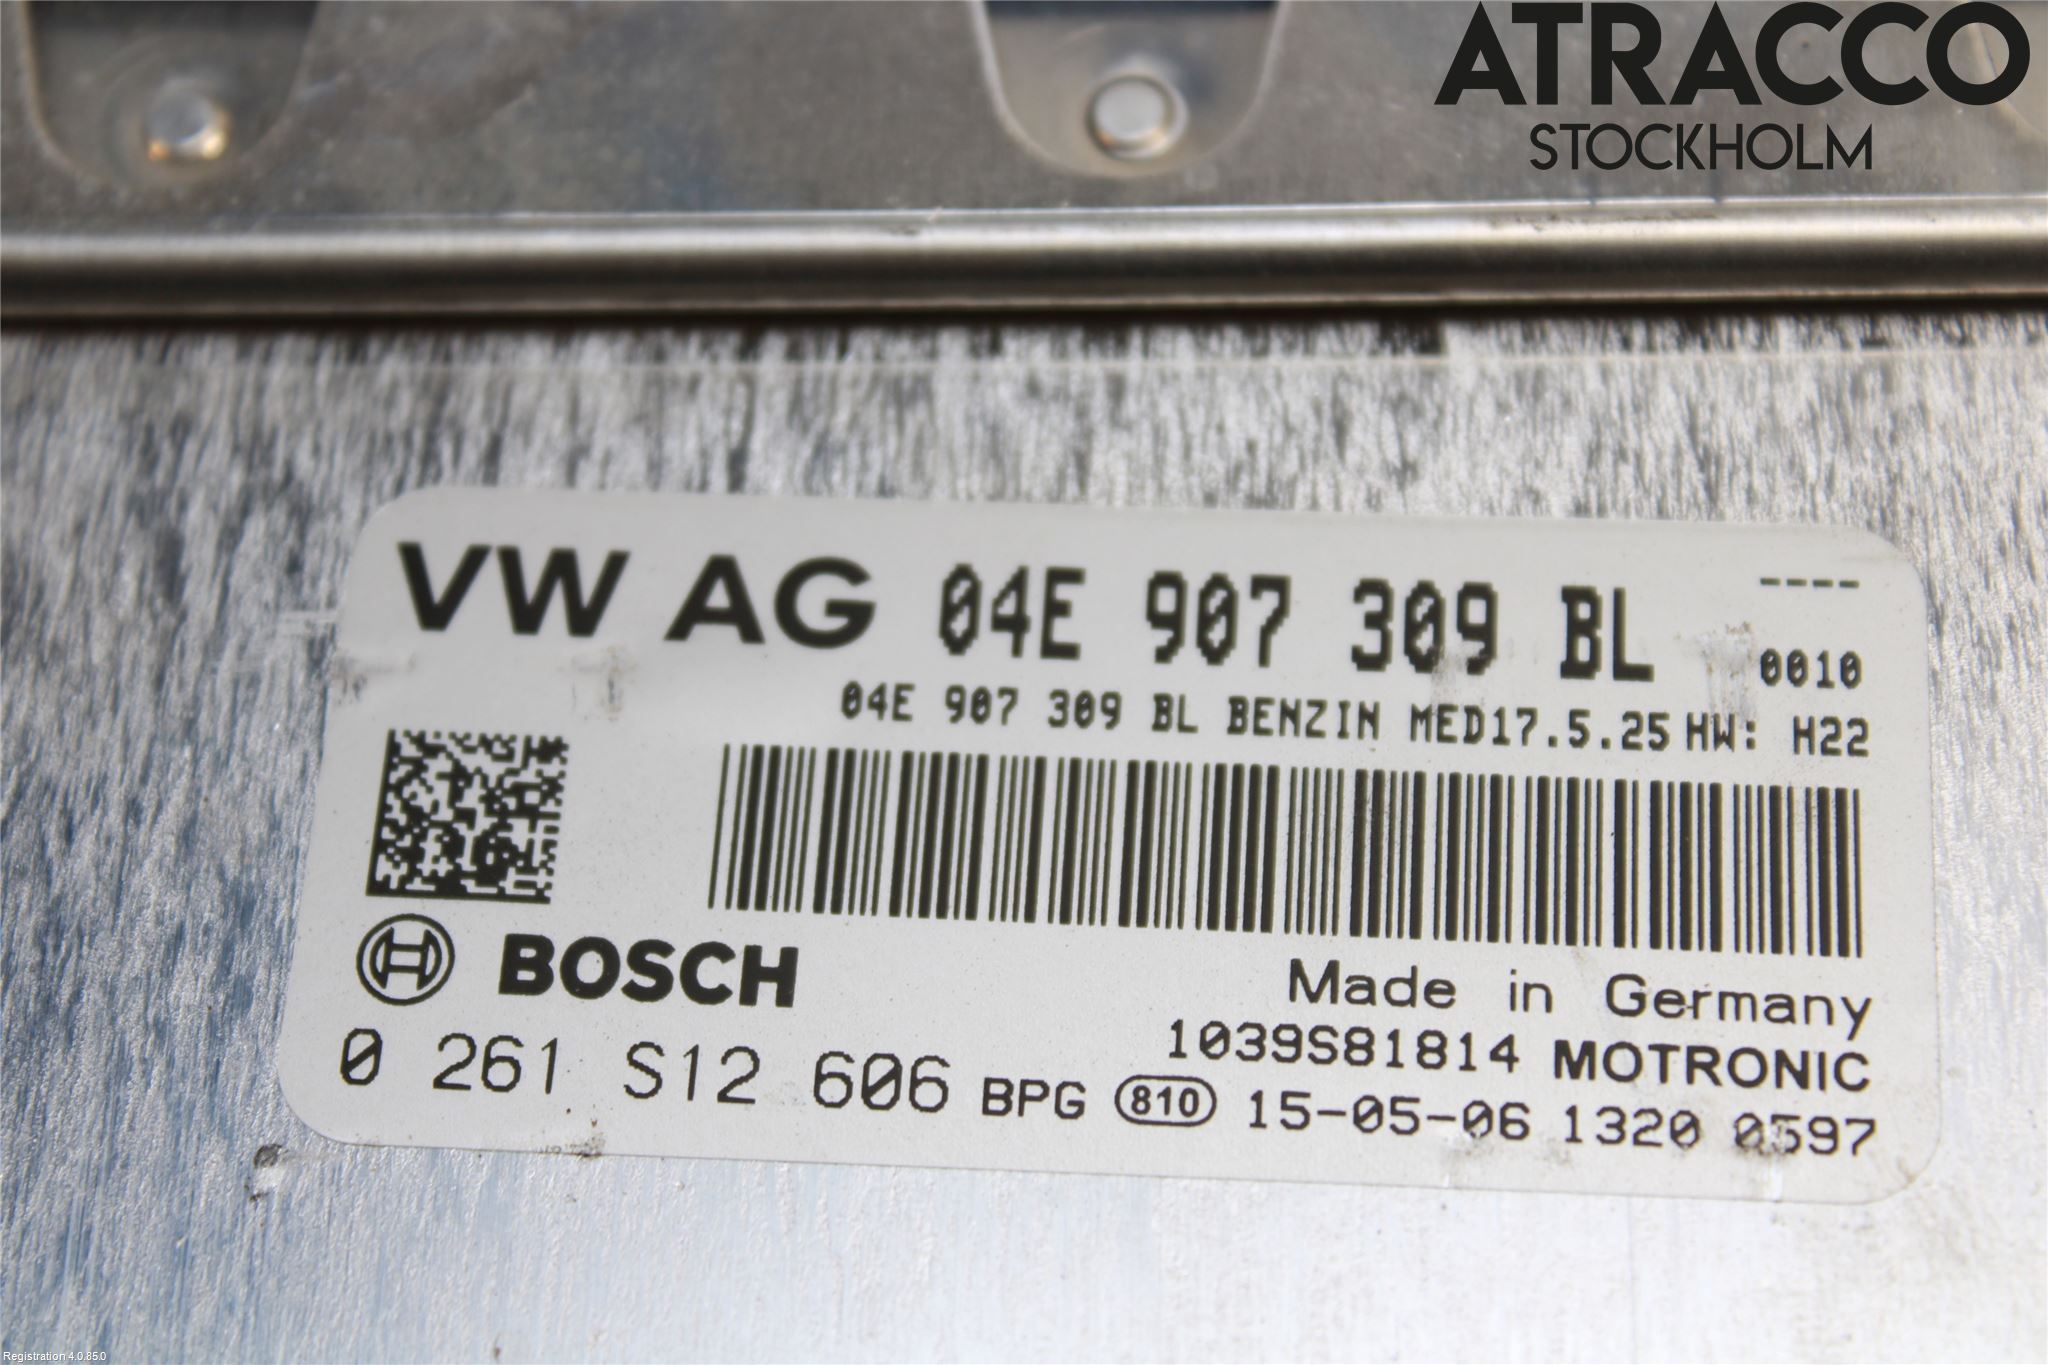 ATRACCO
STOCKHOLM
VW AG 04E 907 309 BL ----
0010
04E 907 309 BL BENZIN MED17.5.25 HW: H22
BOSCH
Made in Germany
1039S81814 MOTRONIC
0 261 S12 606 BPG 810 15-05-06 1320 0597
Registration 4.0.85.0